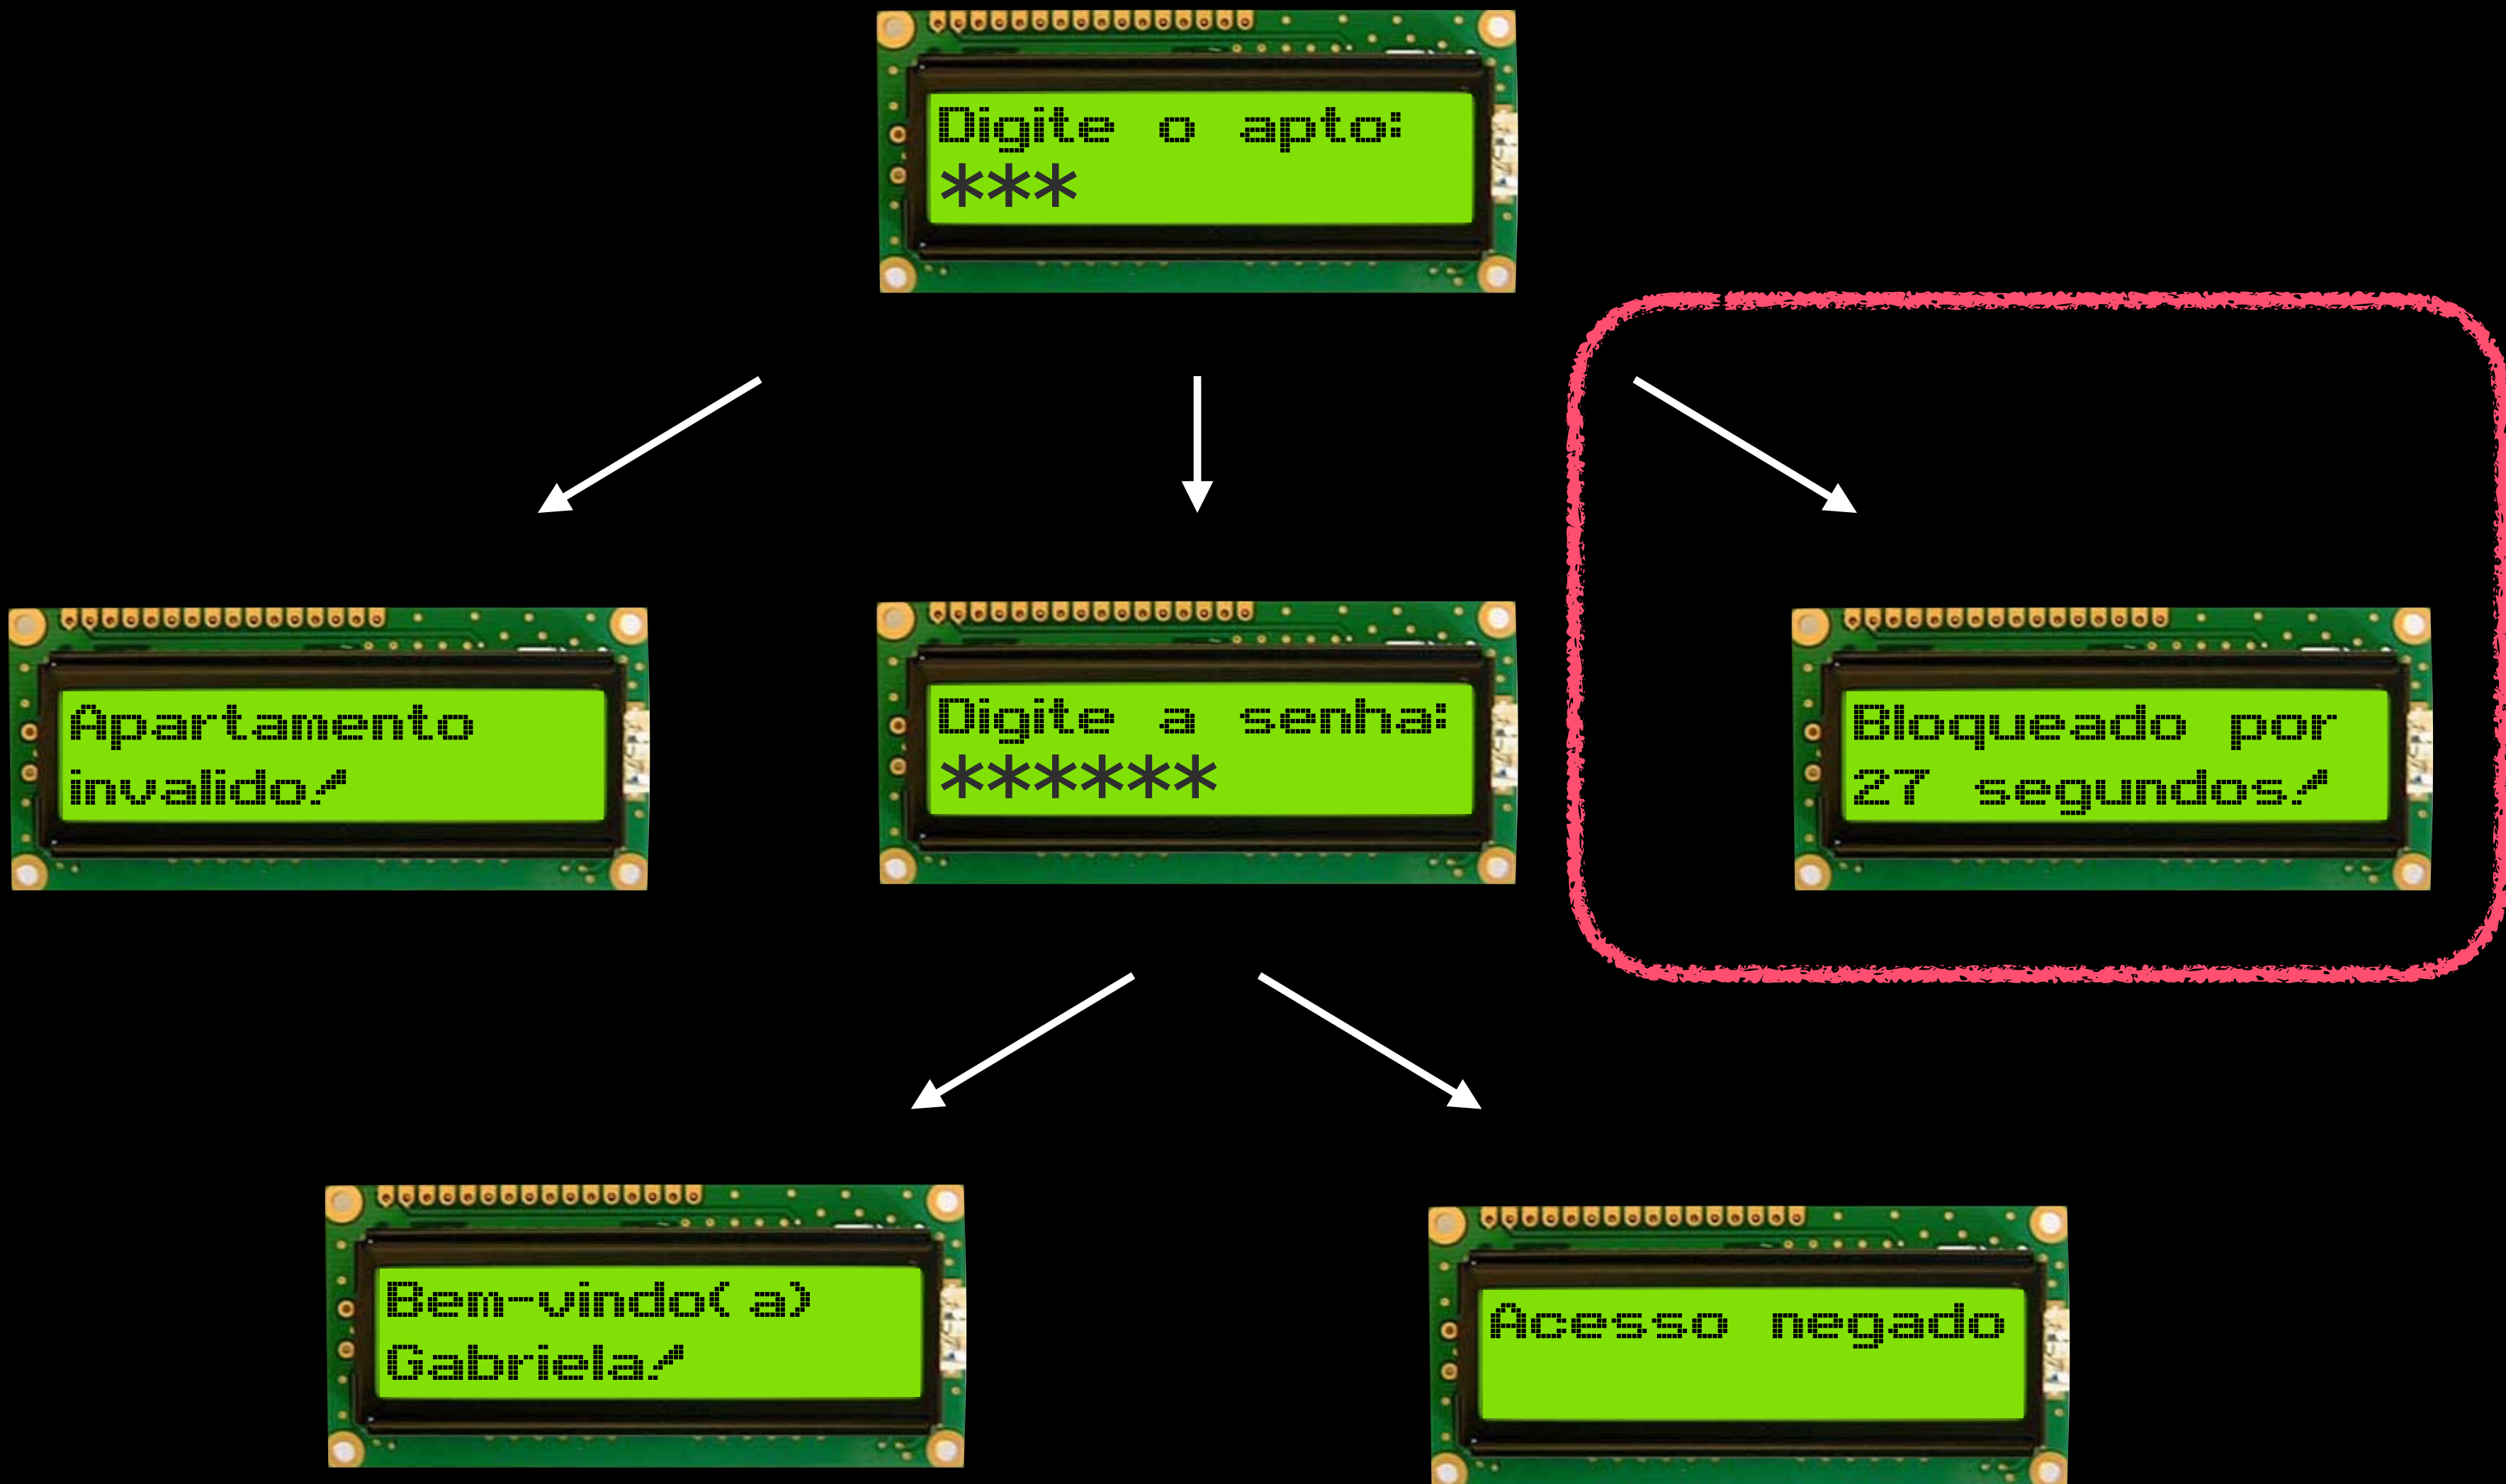 Digite o apto:
***
Apartamento
invalido!
Digite a senha:
******
Bloqueado por
27 segundos!
Bem-vindo(a)
Gabriela!
Acesso negado